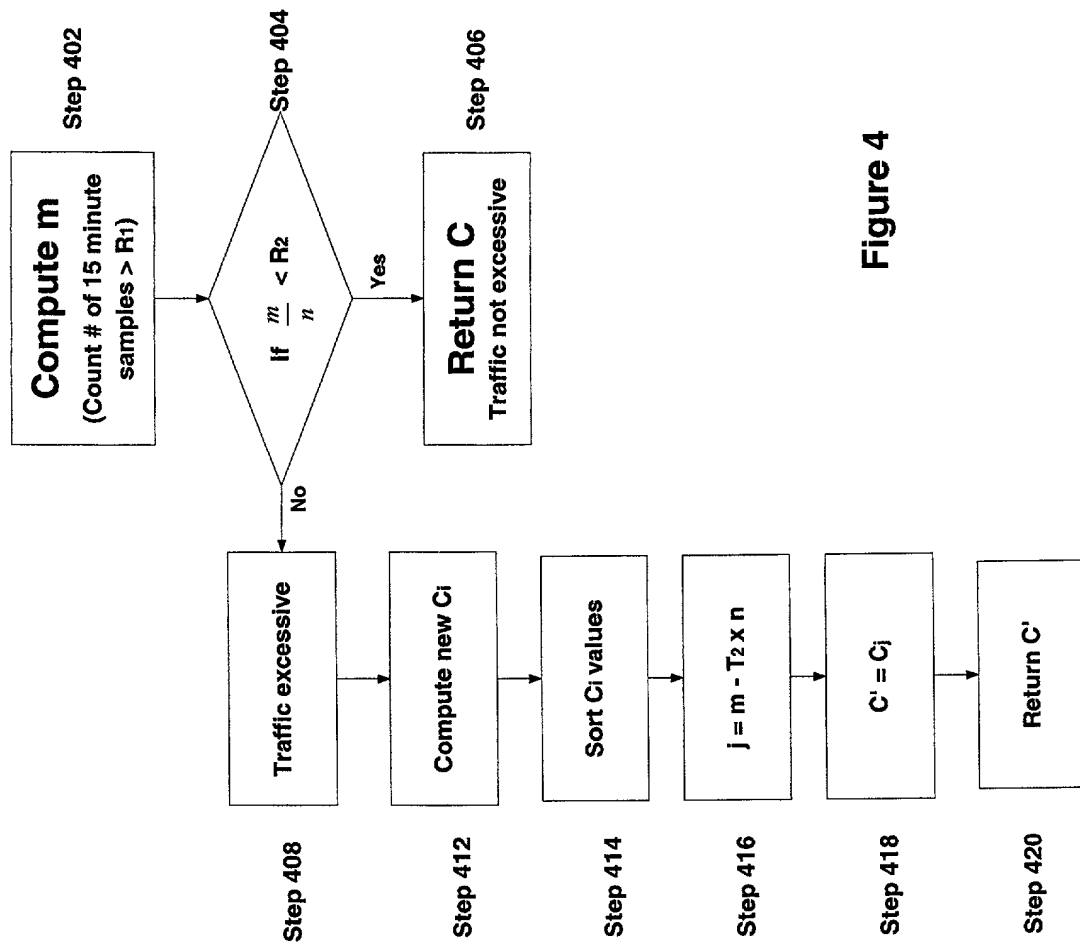 Compute m
(Count # of 15 minute
samples > R1)
Step 402
If m/n < R2
Step 404
No
Yes
Return C
Traffic not excessive
Step 406
Traffic excessive
Step 408
Compute new Ci
Step 412
Sort Ci values
Step 414
j = m - T2 x n
Step 416
C' = Cj
Step 418
Return C'
Step 420
Figure 4